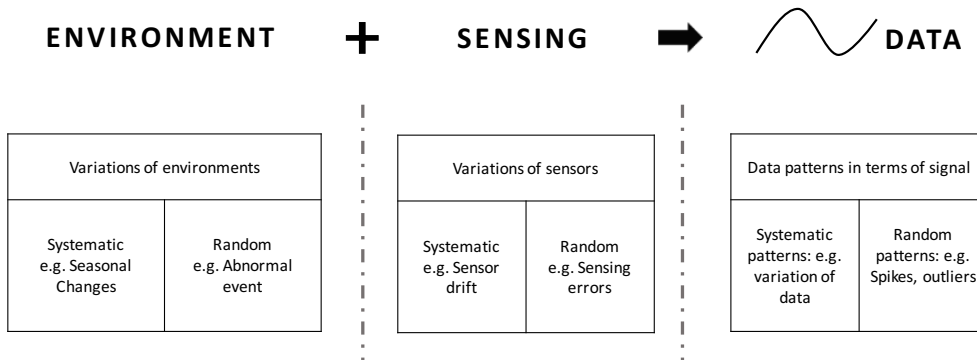 ENVIRONMENT + SENSING DATA
Variations of environments
Systematic
e.g. Seasonal
Changes
Random
e.g. Abnormal
event
Variations of sensors
Systematic
e.g. Sensor
drift
Random
e.g. Sensing
errors
Data patterns in terms of signal
Systematic
patterns: e.g.
variation of
data
Random
patterns: e.g.
Spikes, outliers